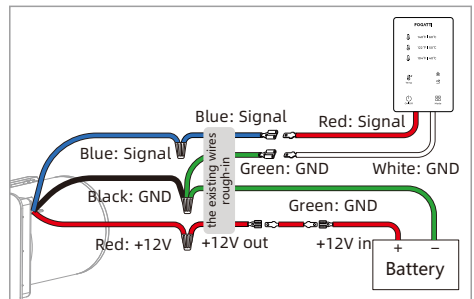 FOGATTI
Blue: Signal
Red: Signal
Blue: Signal
the existing wires
rough-in
Green: GND
White: GND
Black: GND
Green: GND
Red: +12V
+12V out
+12V in
+
−
Battery